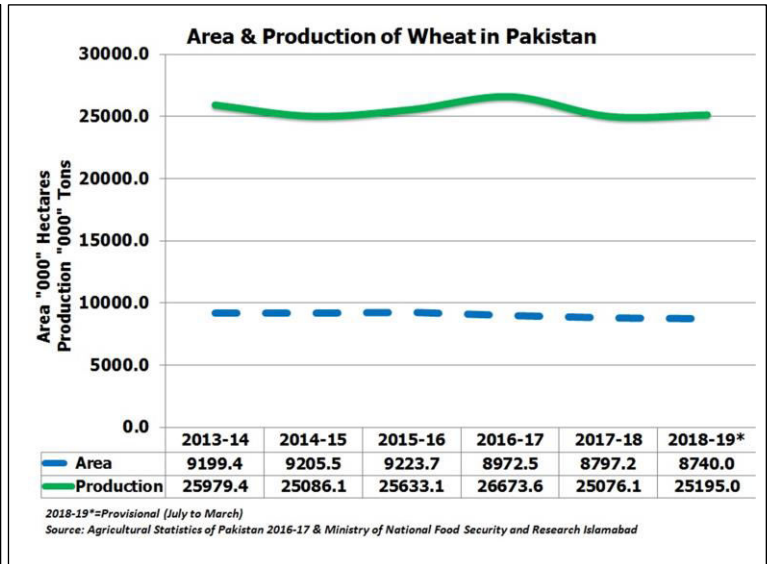 Area & Production of Wheat in Pakistan
Area "000" Hectares
Production "000" Tons
30000.0
25000.0
20000.0
15000.0
10000.0
5000.0
0.0
2013-14 2014-15 2015-16 2016-17 2017-18 2018-19*
Area 9199.4 9205.5 9223.7 8972.5 8797.2 8740.0
Production 25979.4 25086.1 25633.1 26673.6 25076.1 25195.0
2018-19*=Provisional (July to March)
Source: Agricultural Statistics of Pakistan 2016-17 & Ministry of National Food Security and Research Islamabad